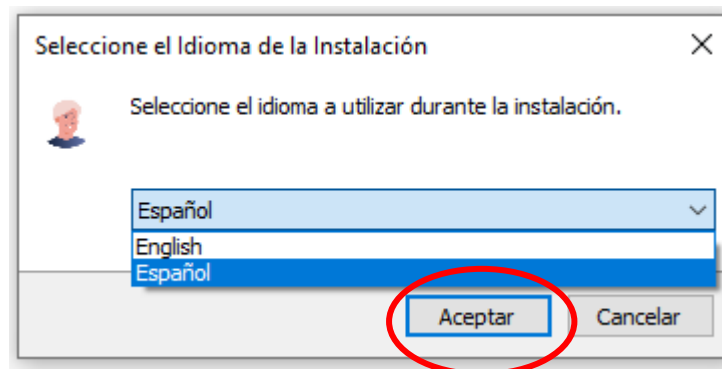 Seleccione el Idioma de la Instalación
Seleccione el idioma a utilizar durante la instalación.
Español
English
Español
Aceptar
Cancelar